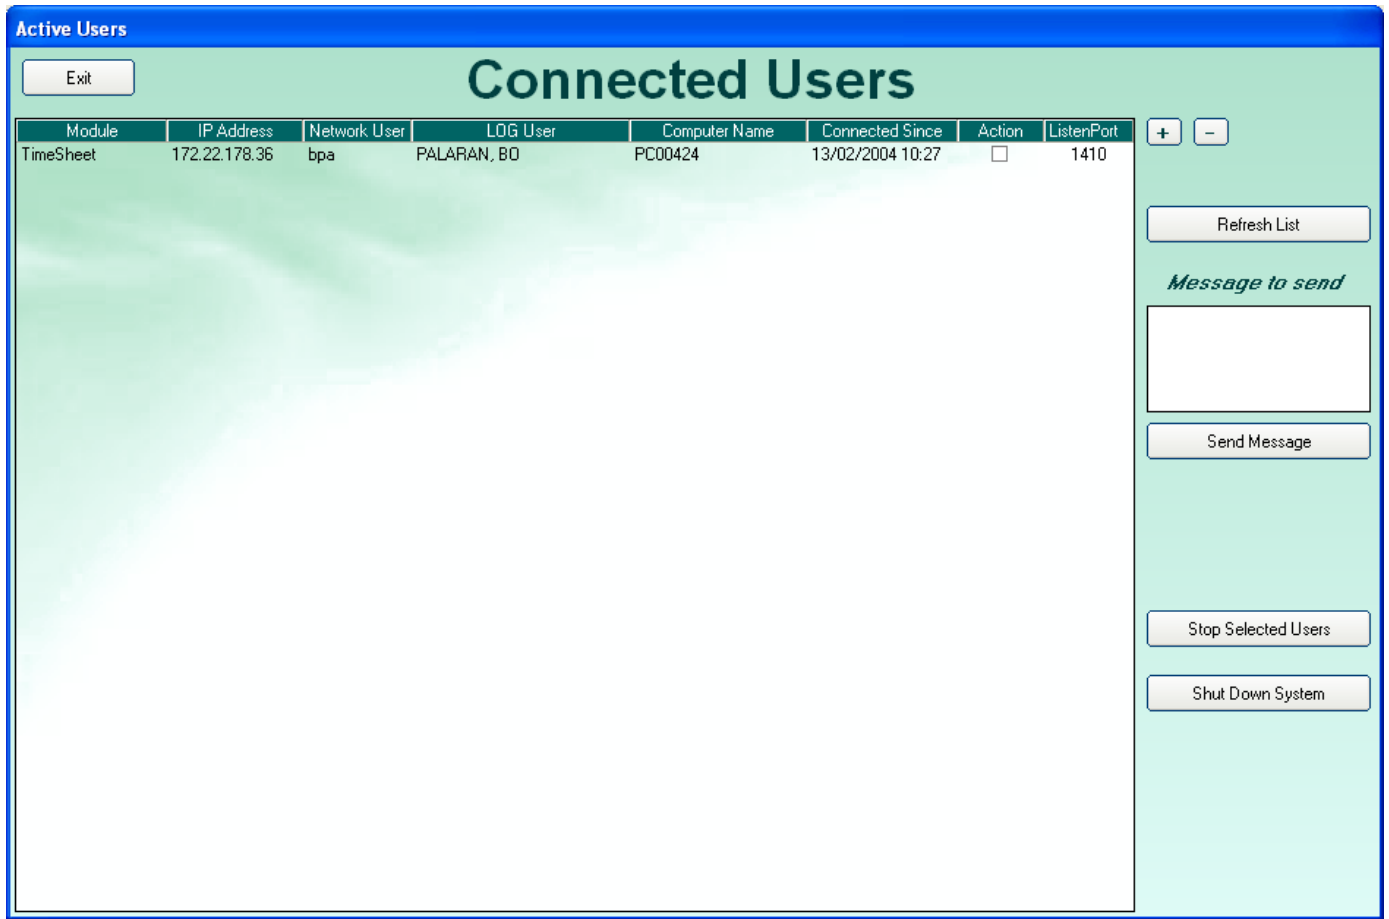 Active Users
Exit
Connected Users
Module IP Address Network User LOG User Computer Name Connected Since Action ListenPort
TimeSheet 172.22.178.36 bpa PALARAN, BO PC00424 13/02/2004 10:27 1410
+ -
Refresh List
Message to send
Send Message
Stop Selected Users
Shut Down System